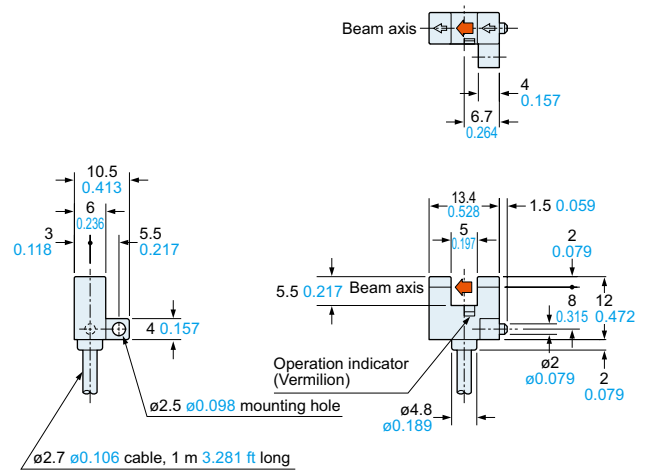 Beam axis
4
0.157
6.7
0.264
10.5
0.413
6
0.236
3
0.118
5.5
0.217
4 0.157
ø2.5 ø0.098 mounting hole
ø2.7 ø0.106 cable, 1 m 3.281 ft long
13.4
0.528
1.5 0.059
5
0.197
2
0.079
5.5 0.217
Beam axis
8
0.315
12
0.472
ø2
ø0.079
2
0.079
Operation indicator
(Vermilion)
ø4.8
ø0.189